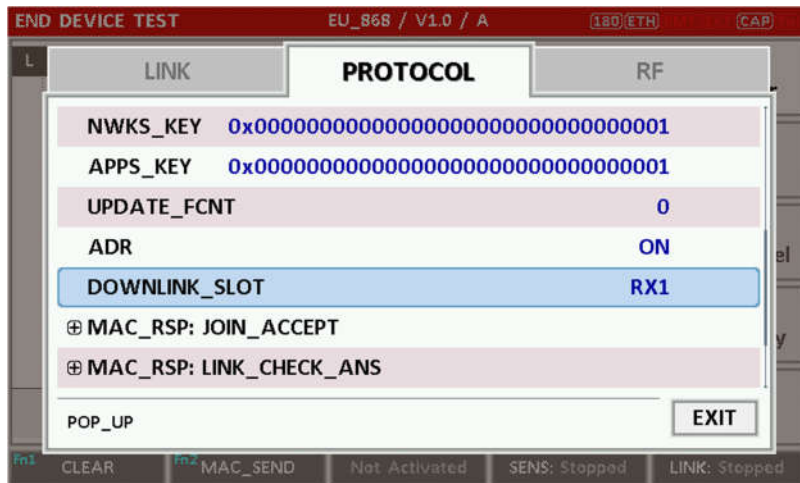 END DEVICE TEST EU_868 / V1.0 / A 180 ETH CAP
L
LINK PROTOCOL RF
NWKS_KEY 0x00000000000000000000000000000001
APPS_KEY 0x00000000000000000000000000000001
UPDATE_FCNT 0
ADR ON
DOWNLINK_SLOT RX1
MAC_RSP: JOIN_ACCEPT
MAC_RSP: LINK_CHECK_ANS
POP_UP EXIT
Fn1 CLEAR Fn2 MAC_SEND Not Activated SENS: Stopped LINK: Stopped